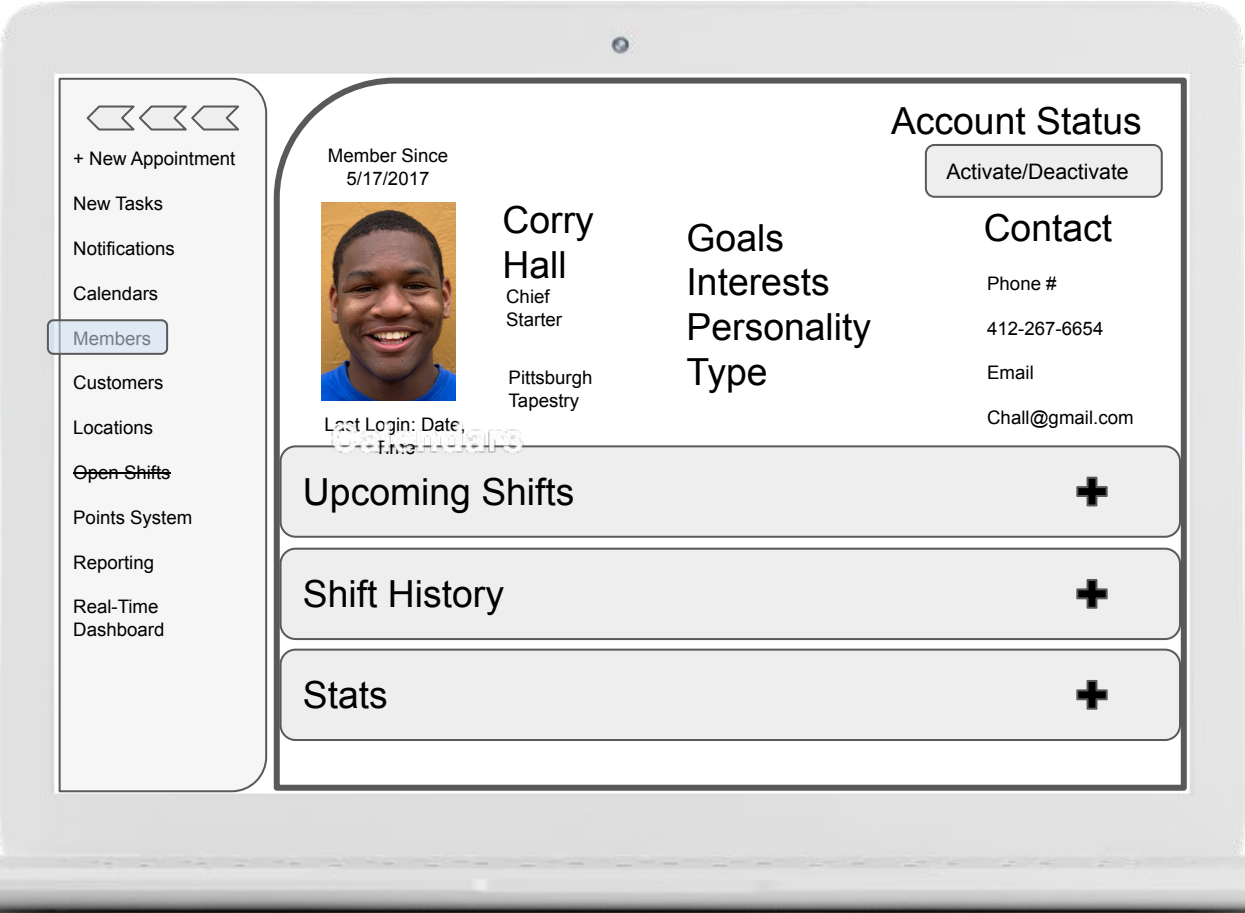 + New Appointment
New Tasks
Notifications
Calendars
Members
Customers
Locations
Open Shifts
Points System
Reporting
Real-Time
Dashboard
Account Status
Activate/Deactivate
Member Since
5/17/2017
Corry
Hall
Chief
Starter
Pittsburgh
Tapestry
Goals
Interests
Personality
Type
Contact
Phone #
412-267-6654
Email
Chall@gmail.com
Last Login: Date,
Time
Calendars
Upcoming Shifts
Shift History
Stats